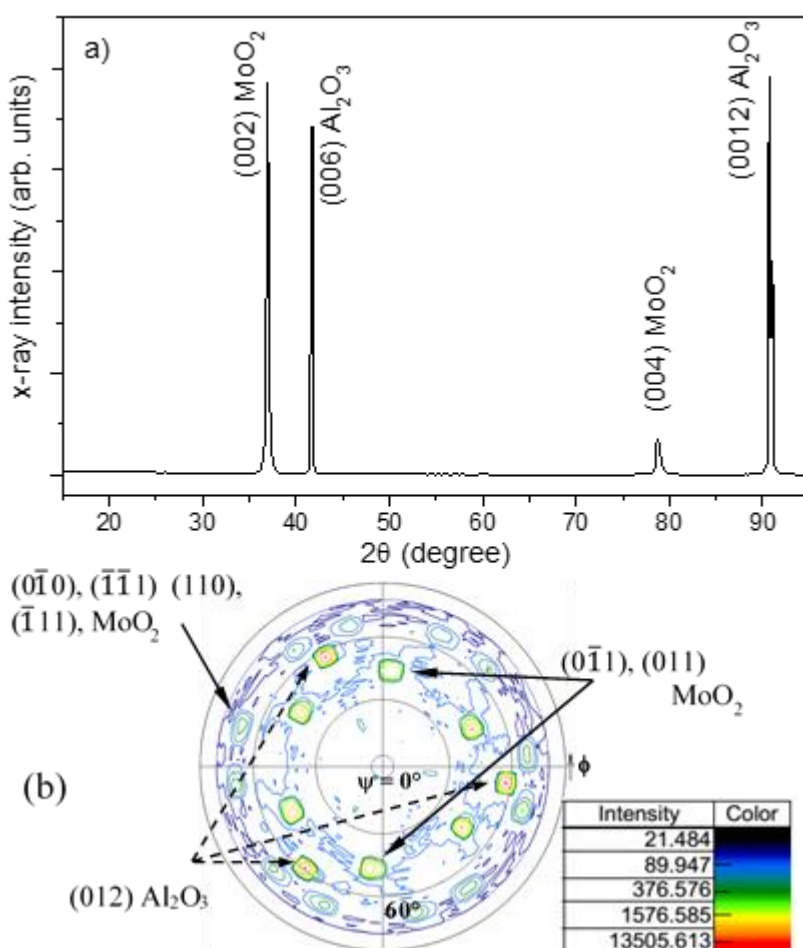 a)
x-ray intensity (arb. units)
(002) MoO₂
(006) Al₂O₃
(004) MoO₂
(0012) Al₂O₃
20 30 40 50 60 70 80 90
2θ (degree)
(01̅0), (1̅1̅1) (110),
(1̅11), MoO₂
(01̅1), (011)
MoO₂
(b)
ψ = 0°
ϕ
60°
(012) Al₂O₃
Intensity Color
21.484
89.947
376.576
1576.585
13505.613